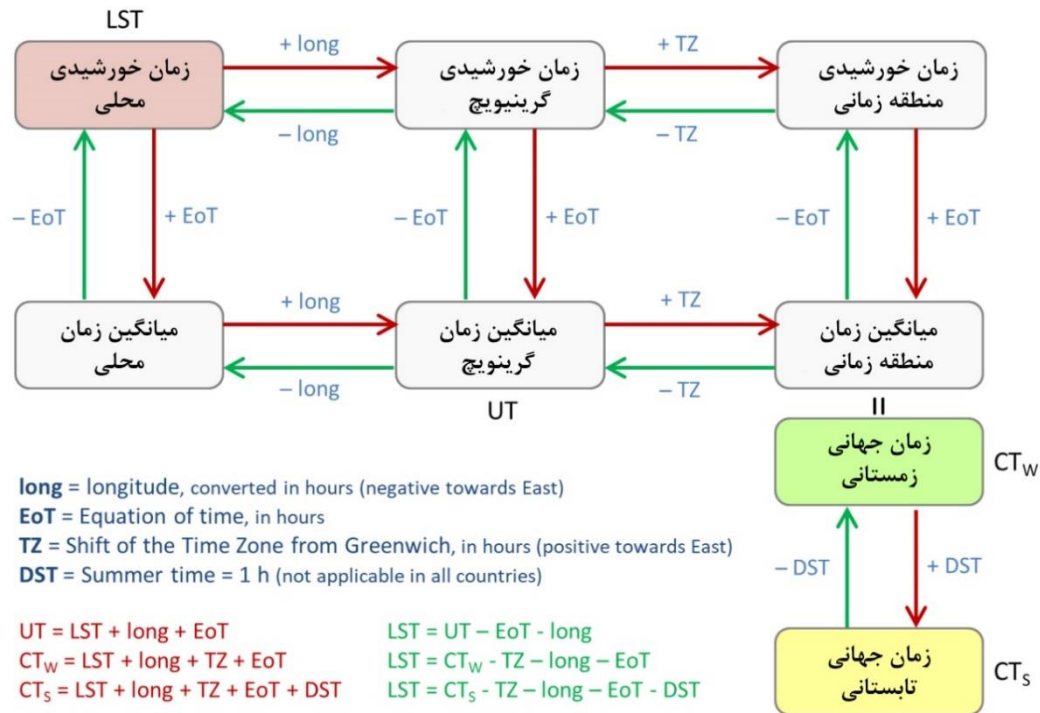 LST
زمان خورشیدی
محلی
+ long
– long
زمان خورشیدی
گرینیویچ
+ TZ
– TZ
زمان خورشیدی
منطقه زمانی
– EoT
+ EoT
– EoT
+ EoT
– EoT
+ EoT
میانگین زمان
محلی
+ long
– long
میانگین زمان
گرینویچ
UT
+ TZ
– TZ
میانگین زمان
منطقه زمانی
=
زمان جهانی
زمستانی
CTW
– DST
+ DST
زمان جهانی
تابستانی
CTS
long = longitude, converted in hours (negative towards East)
EoT = Equation of time, in hours
TZ = Shift of the Time Zone from Greenwich, in hours (positive towards East)
DST = Summer time = 1 h (not applicable in all countries)
UT = LST + long + EoT
CTW = LST + long + TZ + EoT
CTS = LST + long + TZ + EoT + DST
LST = UT – EoT - long
LST = CTW - TZ – long – EoT
LST = CTS - TZ – long – EoT - DST